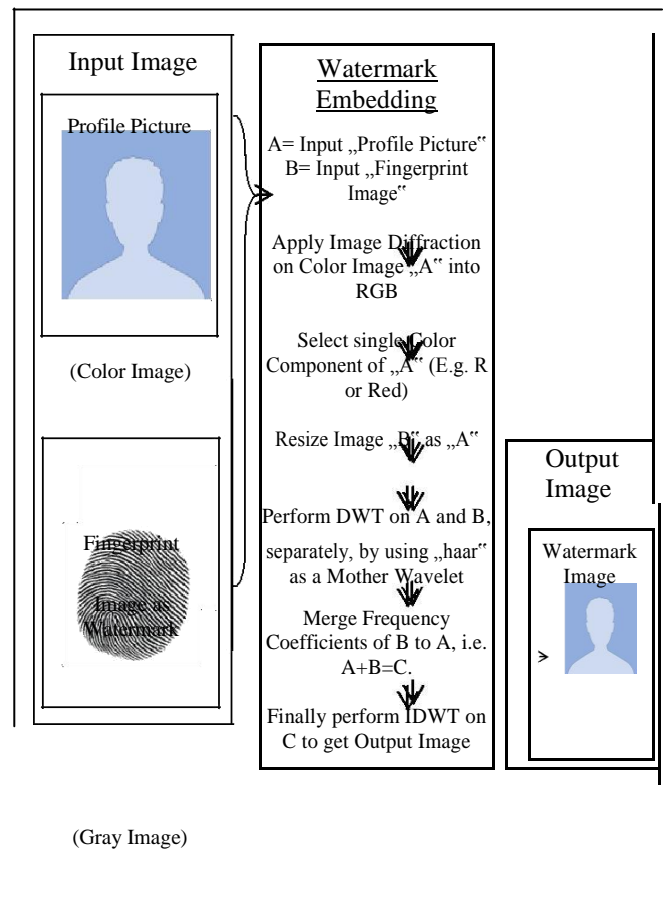 Input Image
Profile Picture
(Color Image)
Fingerprint
Image as
Watermark
(Gray Image)
Watermark
Embedding
A= Input „Profile Picture‟
B= Input „Fingerprint
Image‟
Apply Image Diffraction
on Color Image „A‟ into
RGB
Select single Color
Component of „A‟ (E.g. R
or Red)
Resize Image „B‟ as „A‟
Perform DWT on A and B,
separately, by using „haar‟
as a Mother Wavelet
Merge Frequency
Coefficients of B to A, i.e.
A+B=C.
Finally perform IDWT on
C to get Output Image
Output
Image
Watermark
Image